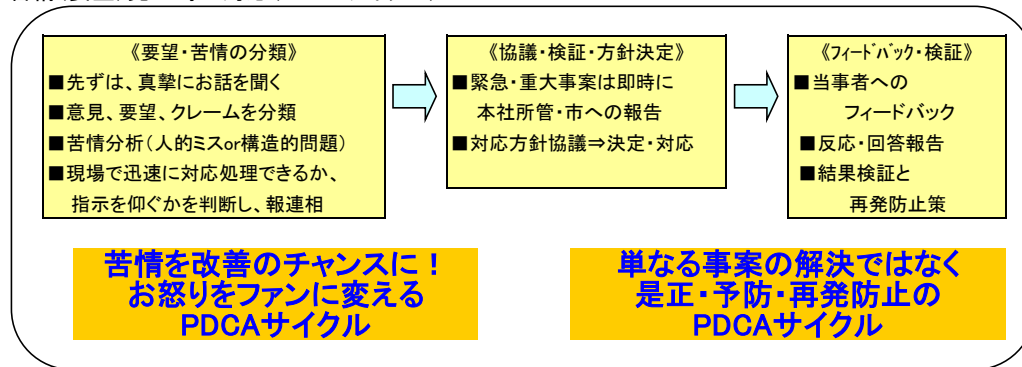 《要望・苦情の分類》
■先ずは、真摯にお話を聞く
■意見、要望、クレームを分類
■苦情分析(人的ミスor構造的問題)
■現場で迅速に対応処理できるか、
指示を仰ぐかを判断し、報連相
《協議・検証・方針決定》
■緊急・重大事案は即時に
本社所管・市への報告
■対応方針協議⇒決定・対応
《フィードバック・検証》
■当事者への
フィードバック
■反応・回答報告
■結果検証と
再発防止策
苦情を改善のチャンスに!
お怒りをファンに変える
PDCAサイクル
単なる事案の解決ではなく
是正・予防・再発防止の
PDCAサイクル